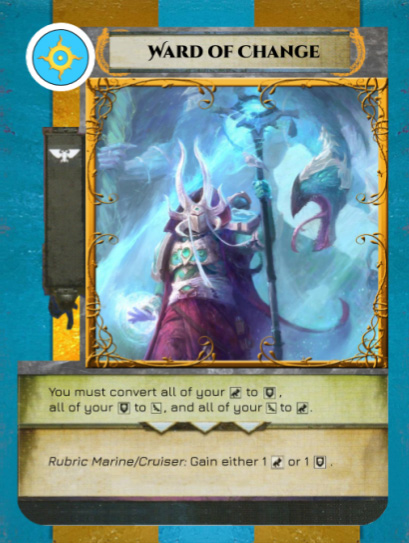 Ward of Change
You must convert all of your to ,
all of your to , and all of your to .
Rubric Marine/Cruiser: Gain either 1 or 1 .